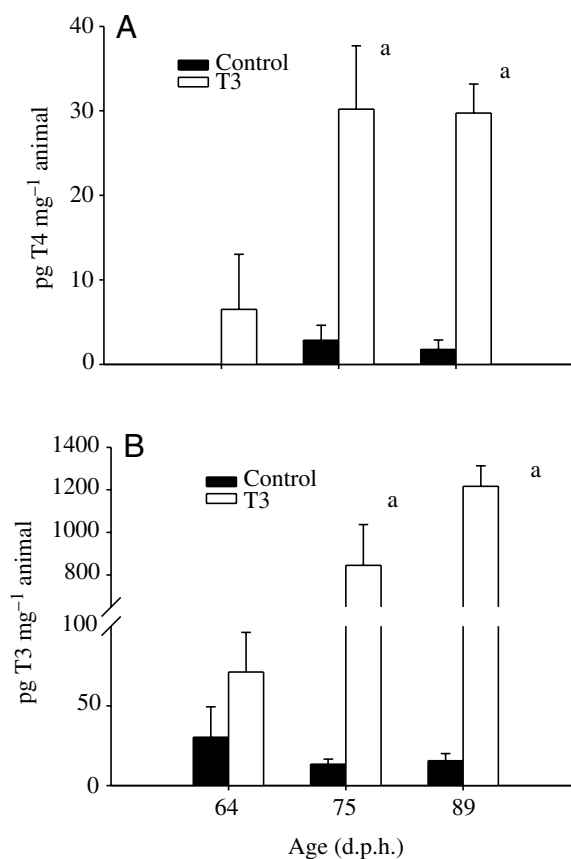 A
40
30
20
10
0
pg T4 mg⁻¹ animal
Control
T3
a
a
B
1400
1200
1000
800
100
50
0
pg T3 mg⁻¹ animal
Control
T3
a
a
64 75 89
Age (d.p.h.)